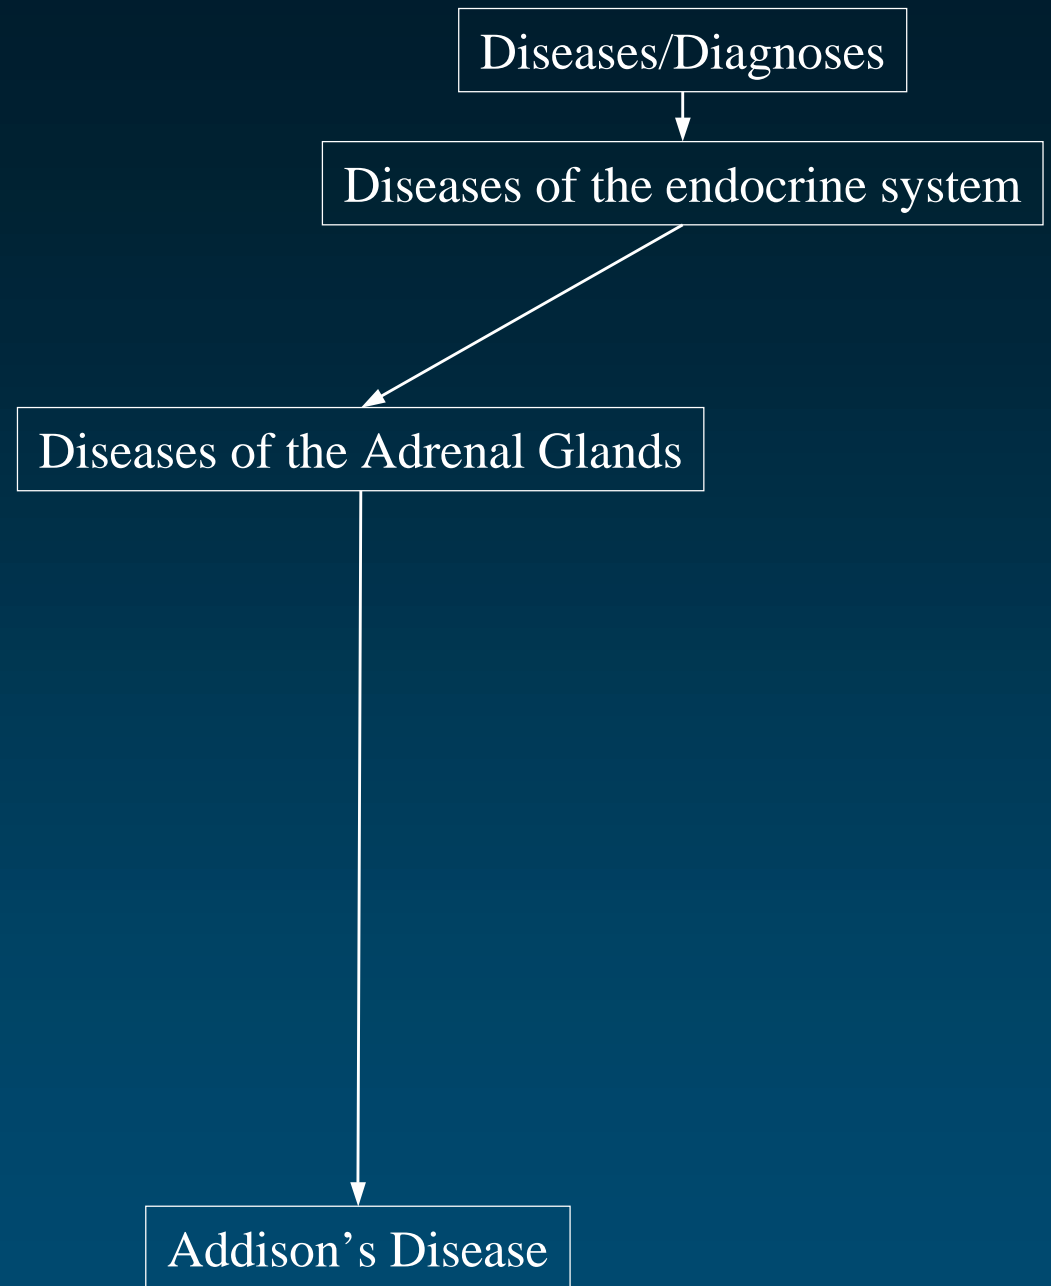 Diseases/Diagnoses
Diseases of the endocrine system
Diseases of the Adrenal Glands
Addison’s Disease